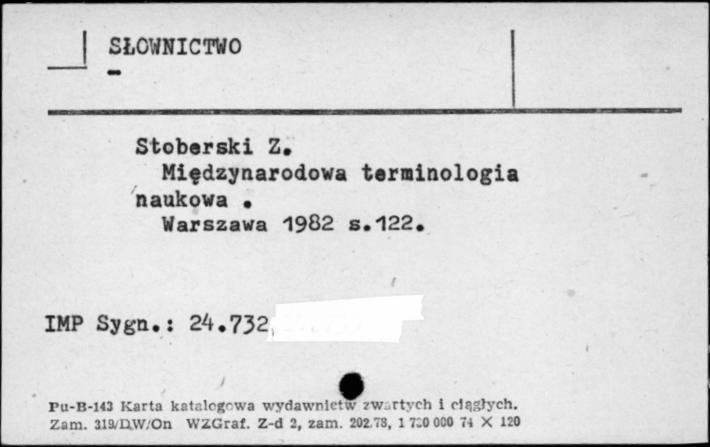 SŁOWNICTWO
Stoberski Z.
Międzynarodowa terminologia
naukowa .
Warszawa 1982 s.122.
IMP Sygn.: 24.732,
Pu-B-143 Karta katalogowa wydawnictw zwartych i ciągłych.
Zam. 319/D.W/On WZGraf. Z-d 2, zam. 202.78, 1 730 000 74 X 120